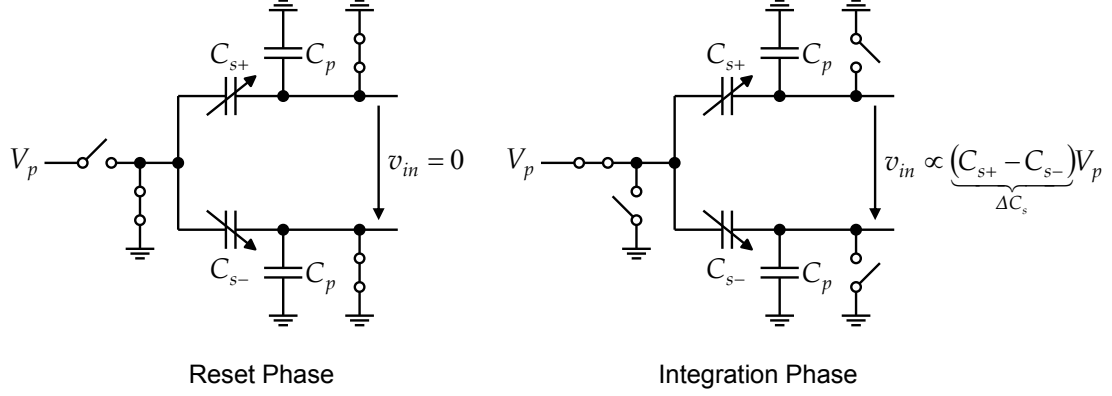 C_{s+} C_p
V_p v_{in} = 0
C_{s-} C_p
Reset Phase
C_{s+} C_p
V_p v_{in} ∝ (C_{s+} − C_{s−})V_p
ΔC_s
C_{s-} C_p
Integration Phase